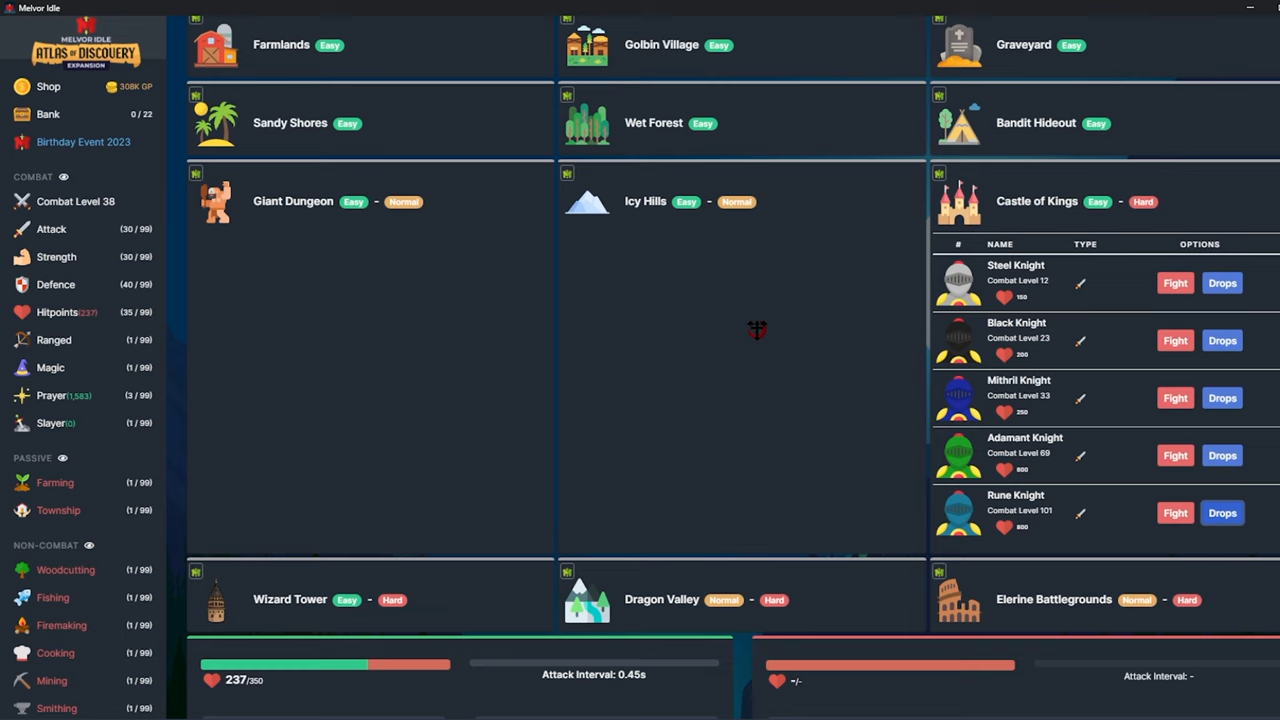 Melvor Idle
MELVOR IDLE
ATLAS OF DISCOVERY
EXPANSION
Shop 308K GP
Bank 0 / 22
Birthday Event 2023
COMBAT
Combat Level 38
Attack (30 / 99)
Strength (30 / 99)
Defence (40 / 99)
Hitpoints(237) (35 / 99)
Ranged (1 / 99)
Magic (1 / 99)
Prayer(1,583) (3 / 99)
Slayer(0) (1 / 99)
PASSIVE
Farming (1 / 99)
Township (1 / 99)
NON-COMBAT
Woodcutting (1 / 99)
Fishing (1 / 99)
Firemaking (1 / 99)
Cooking (1 / 99)
Mining (1 / 99)
Smithing (1 / 99)
Farmlands Easy
Golbin Village Easy
Graveyard Easy
Sandy Shores Easy
Wet Forest Easy
Bandit Hideout Easy
Giant Dungeon Easy - Normal
Icy Hills Easy - Normal
Castle of Kings Easy - Hard
# NAME TYPE OPTIONS
Steel Knight
Combat Level 12
150
Fight Drops
Black Knight
Combat Level 23
200
Fight Drops
Mithril Knight
Combat Level 33
250
Fight Drops
Adamant Knight
Combat Level 69
600
Fight Drops
Rune Knight
Combat Level 101
800
Fight Drops
Wizard Tower Easy - Hard
Dragon Valley Normal - Hard
Elerine Battlegrounds Normal - Hard
237/350
Attack Interval: 0.45s
-/-
Attack Interval: -